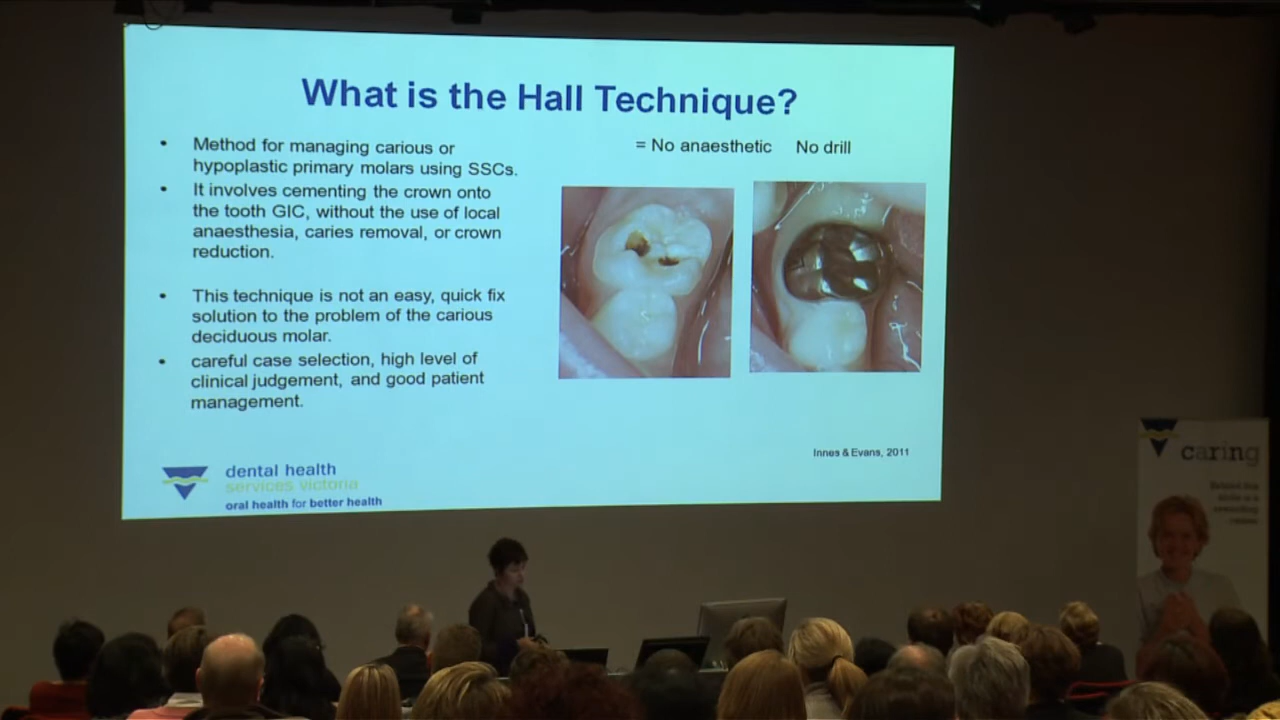 What is the Hall Technique?
• Method for managing carious or
hypoplastic primary molars using SSCs.
• It involves cementing the crown onto
the tooth GIC, without the use of local
anaesthesia, caries removal, or crown
reduction.
• This technique is not an easy, quick fix
solution to the problem of the carious
deciduous molar.
• careful case selection, high level of
clinical judgement, and good patient
management.
= No anaesthetic No drill
Innes & Evans, 2011
dental health
services victoria
oral health for better health
caring